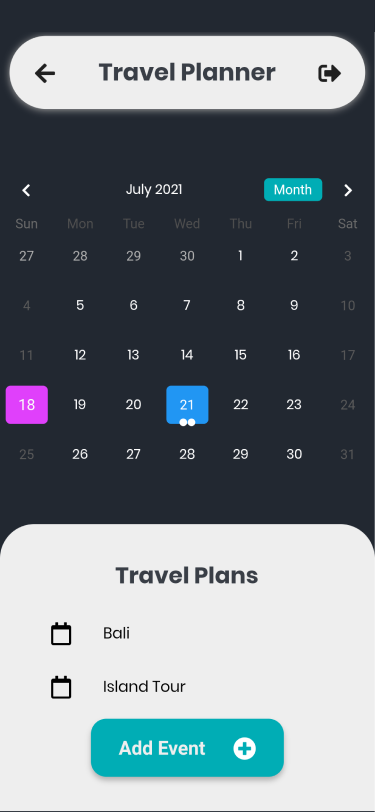 Travel Planner
July 2021 Month
Sun Mon Tue Wed Thu Fri Sat
27 28 29 30 1 2 3
4 5 6 7 8 9 10
11 12 13 14 15 16 17
18 19 20 21 22 23 24
25 26 27 28 29 30 31
Travel Plans
Bali
Island Tour
Add Event